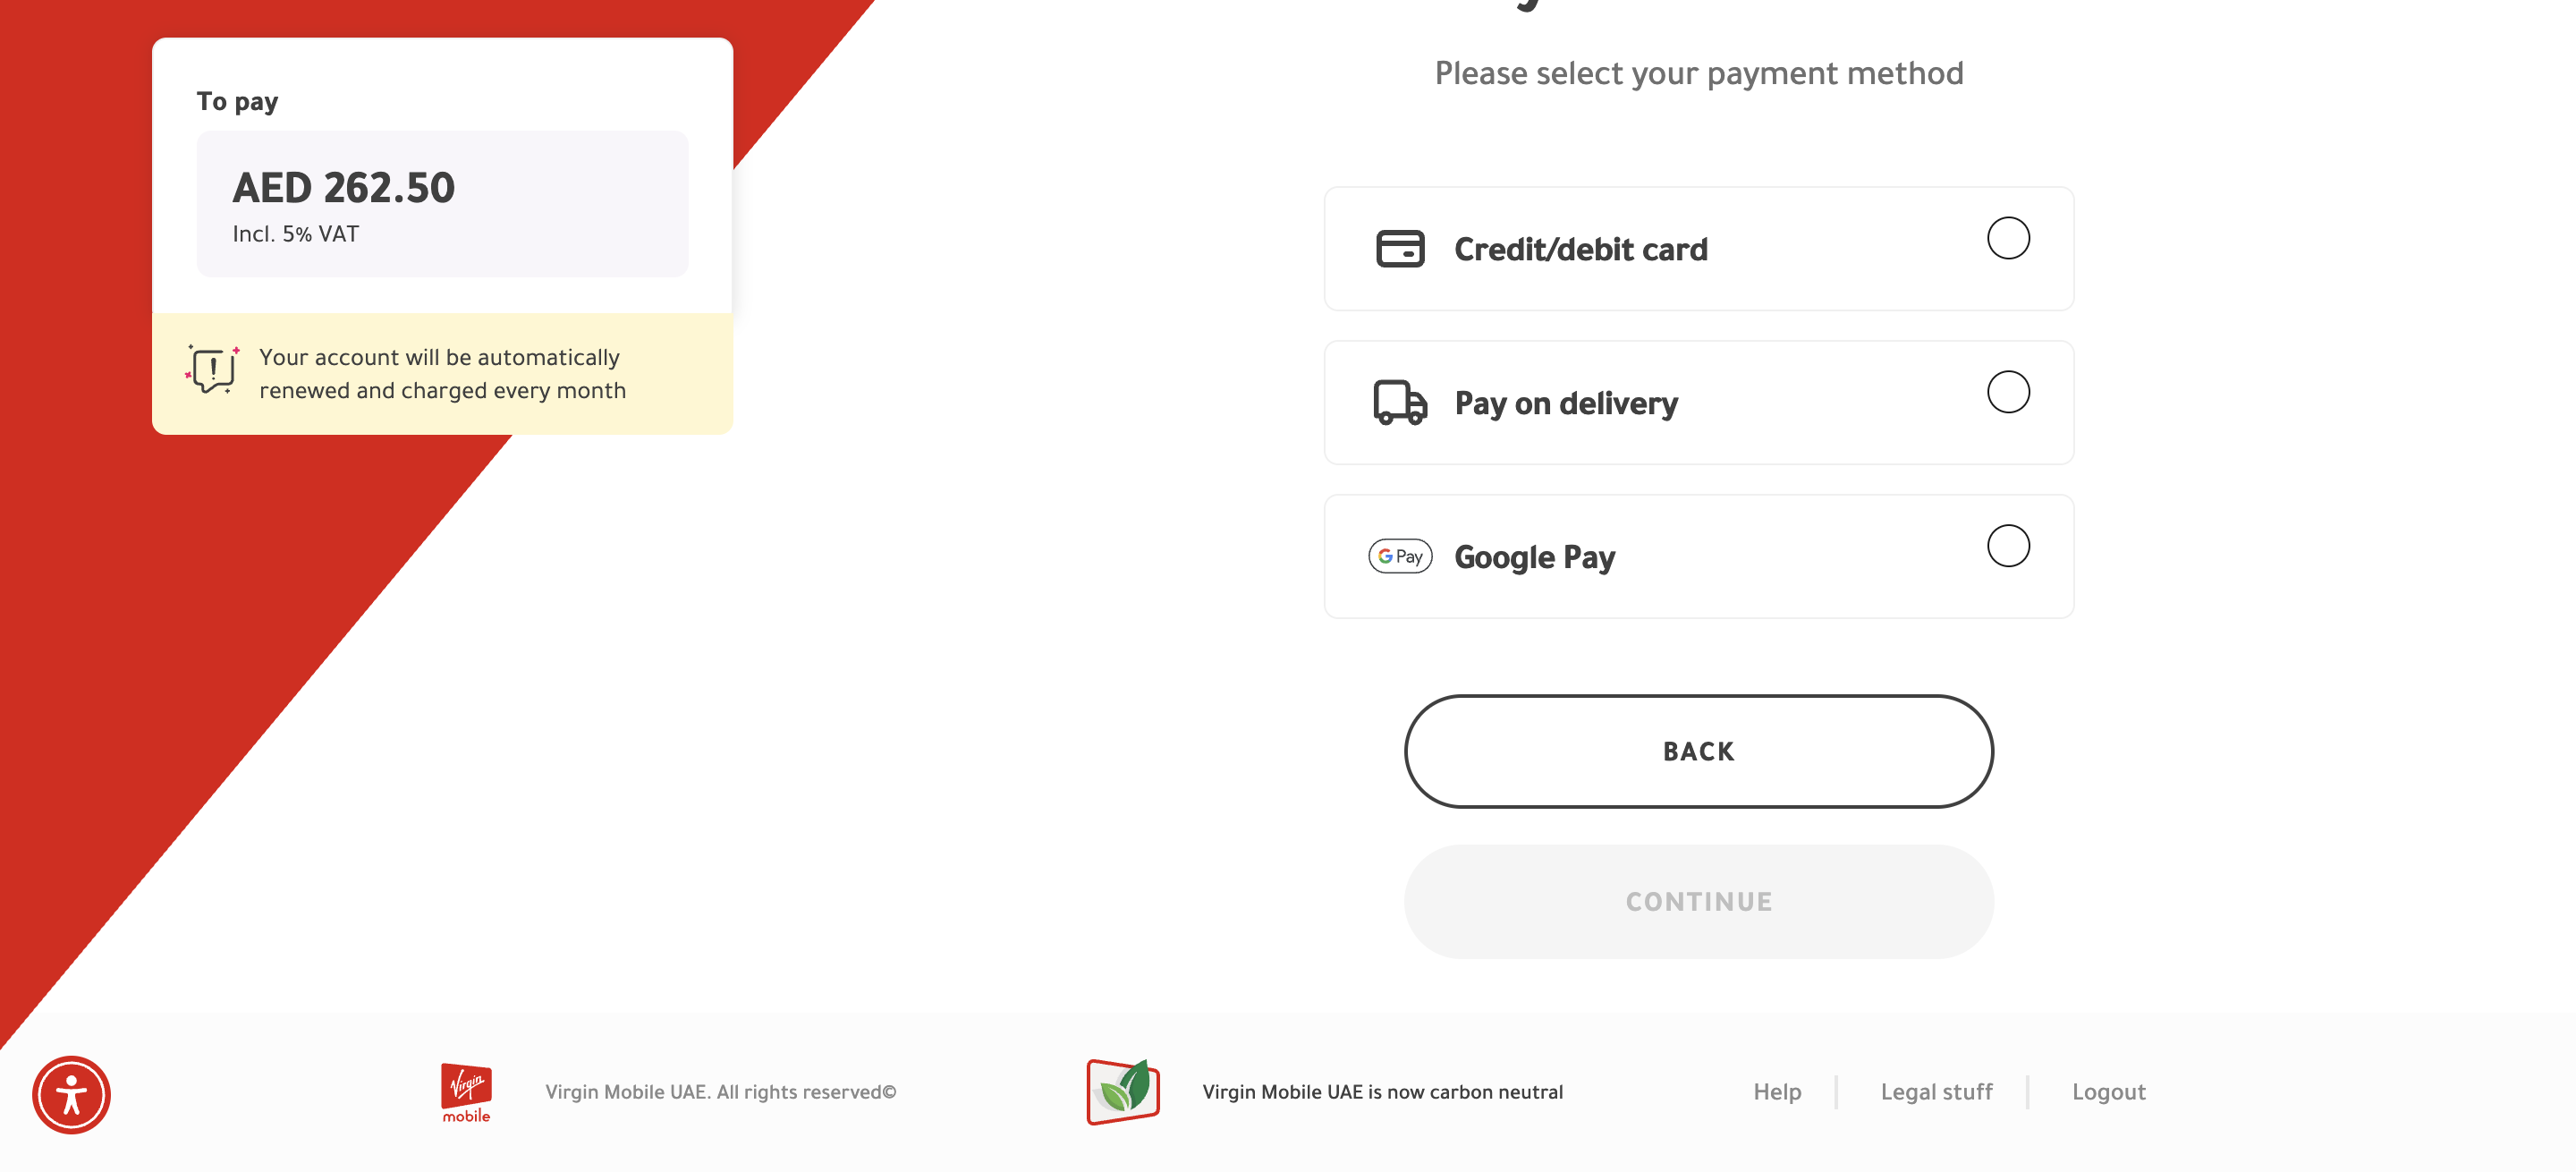 To pay
AED 262.50
Incl. 5% VAT
Your account will be automatically
renewed and charged every month
Please select your payment method
Credit/debit card
Pay on delivery
G Pay
Google Pay
BACK
CONTINUE
Virgin
mobile
Virgin Mobile UAE. All rights reserved©
Virgin Mobile UAE is now carbon neutral
Help
Legal stuff
Logout